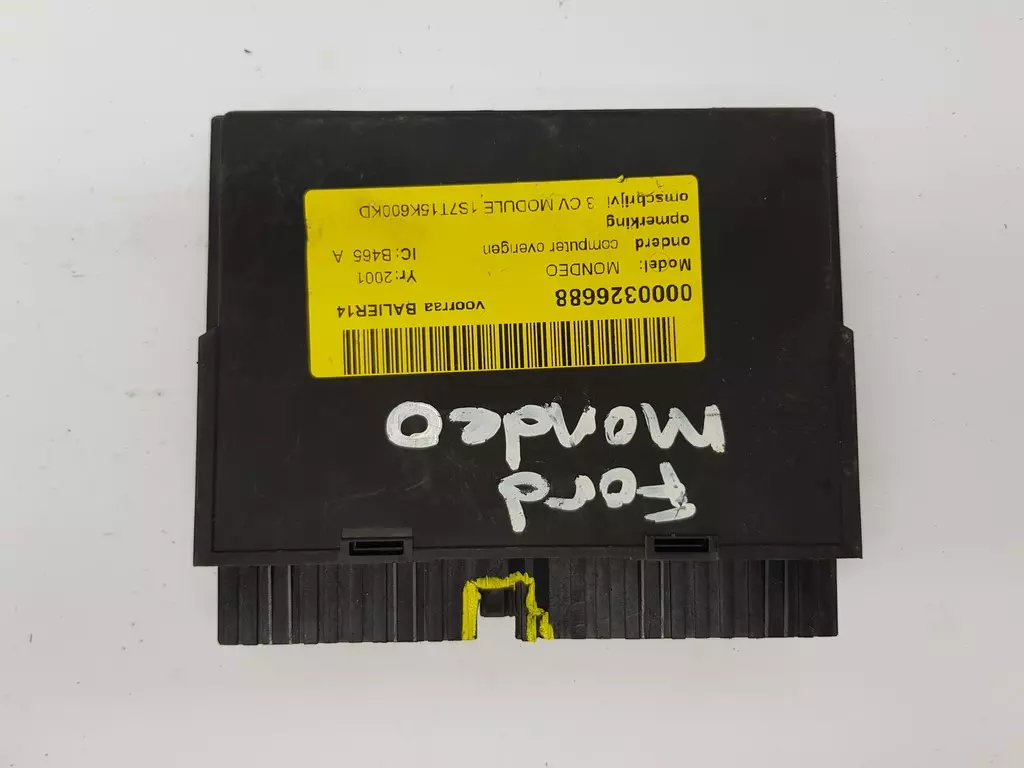 Ford
Mondeo
0000326688 voorraa BALIER14
Model: MONDEO Yr: 2001
onderd computer overigen IC: B465 A
opmerking
omschrijvi 3 CV MODULE, 1S7T15K600KD